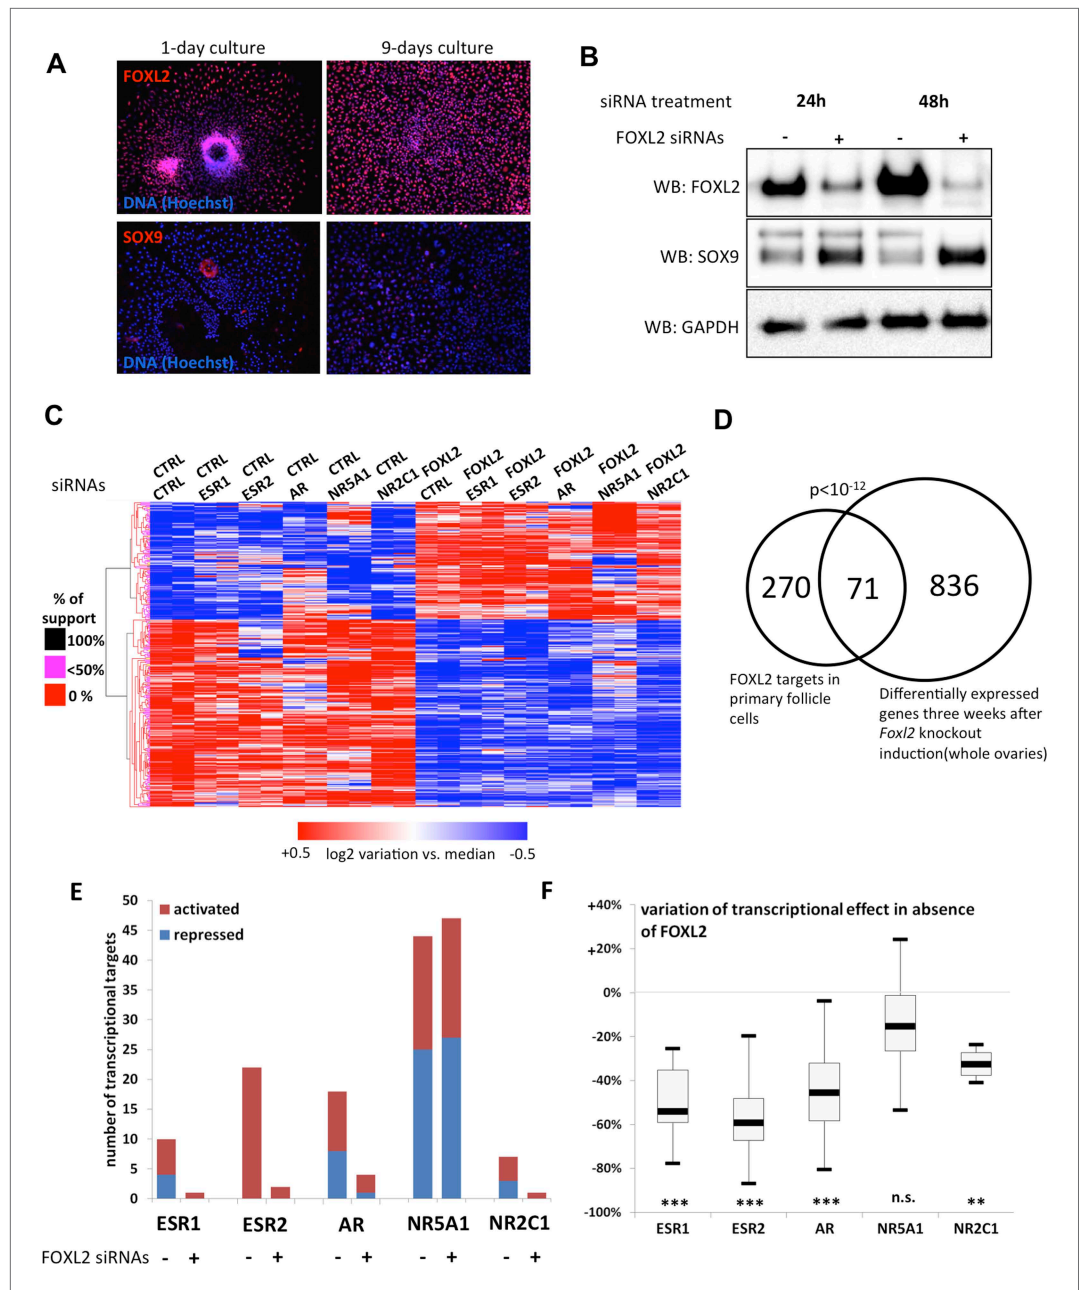 A
1-day culture
9-days culture
FOXL2
DNA (Hoechst)
SOX9
DNA (Hoechst)
B
siRNA treatment 24h 48h
FOXL2 siRNAs - + - +
WB: FOXL2
WB: SOX9
WB: GAPDH
C
siRNAs
CTRL CTRL CTRL CTRL CTRL CTRL FOXL2 FOXL2 FOXL2 FOXL2 FOXL2 FOXL2
CTRL ESR1 ESR2 AR NR5A1 NR2C1 CTRL ESR1 ESR2 AR NR5A1 NR2C1
% of
support
100%
<50%
0 %
+0.5 log2 variation vs. median -0.5
D
p<10-12
270 71 836
FOXL2 targets in
primary follicle
cells
Differentially expressed
genes three weeks after
Foxl2 knockout
induction(whole ovaries)
E
number of transcriptional targets
50
45
40
35
30
25
20
15
10
5
0
activated
repressed
ESR1 ESR2 AR NR5A1 NR2C1
FOXL2 siRNAs - + - + - + - + - +
F
variation of transcriptional effect in absence
of FOXL2
+40%
+20%
0%
-20%
-40%
-60%
-80%
-100%
*** *** *** n.s. **
ESR1 ESR2 AR NR5A1 NR2C1